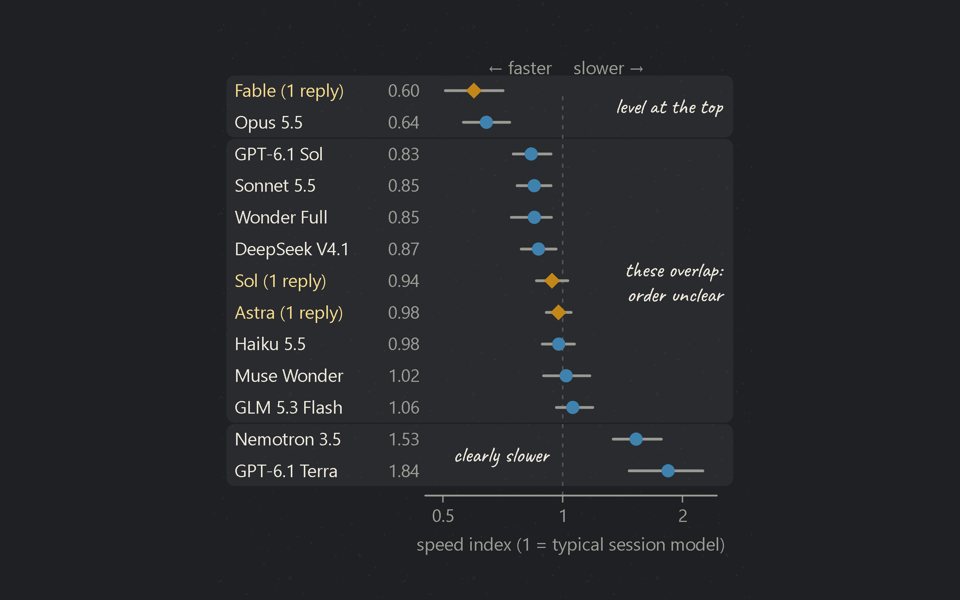 ← faster slower →
Fable (1 reply) 0.60
level at the top
Opus 5.5 0.64
GPT-6.1 Sol 0.83
Sonnet 5.5 0.85
Wonder Full 0.85
DeepSeek V4.1 0.87
these overlap:
Sol (1 reply) 0.94
order unclear
Astra (1 reply) 0.98
Haiku 5.5 0.98
Muse Wonder 1.02
GLM 5.3 Flash 1.06
Nemotron 3.5 1.53
clearly slower
GPT-6.1 Terra 1.84
0.5 1 2
speed index (1 = typical session model)